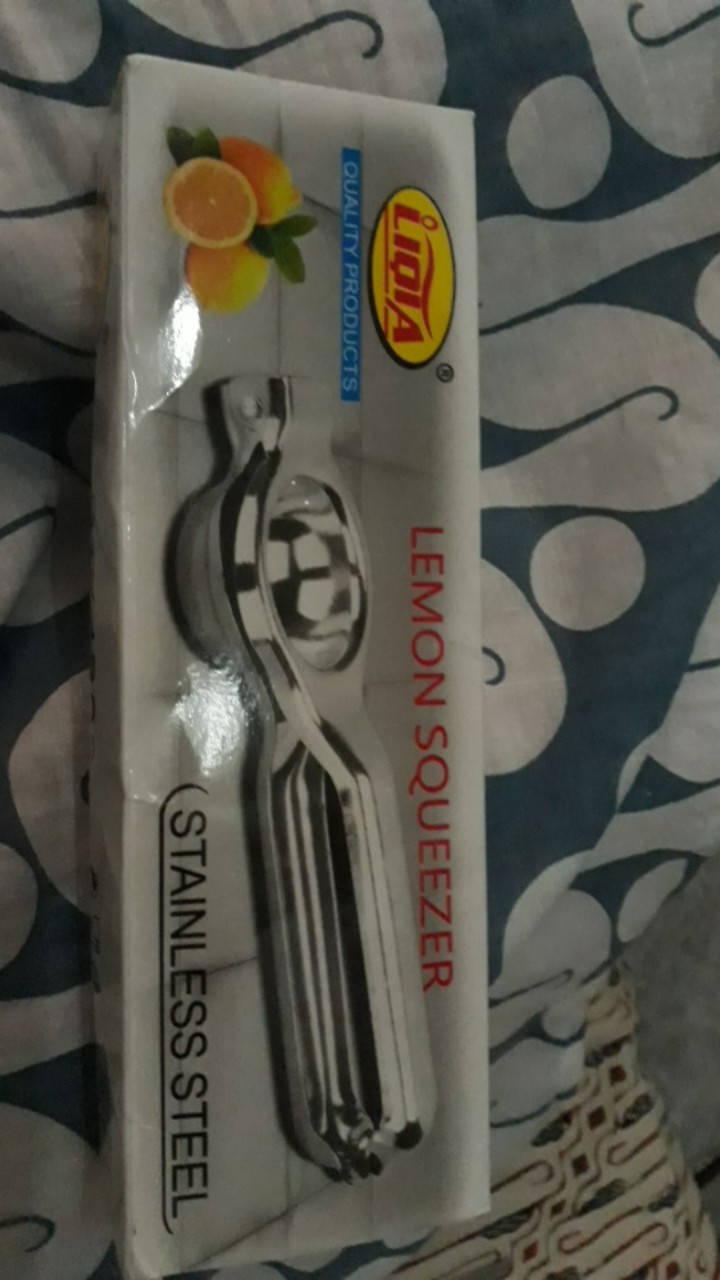 LIQIA
®
QUALITY PRODUCTS
LEMON SQUEEZER
STAINLESS STEEL